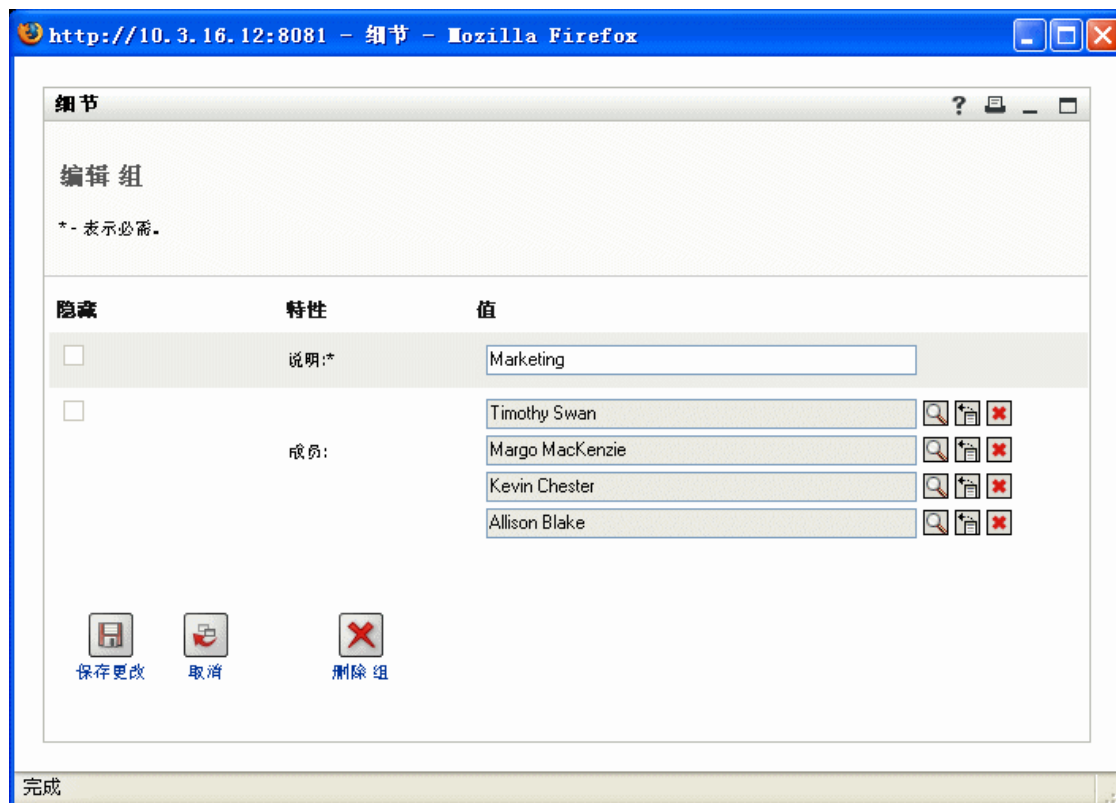 http://10.3.16.12:8081 - 细节 - Mozilla Firefox
细节
编辑 组
* - 表示必需。
隐藏 特性 值
说明:* Marketing
Timothy Swan
成员: Margo MacKenzie
Kevin Chester
Allison Blake
保存更改 取消 删除 组
完成